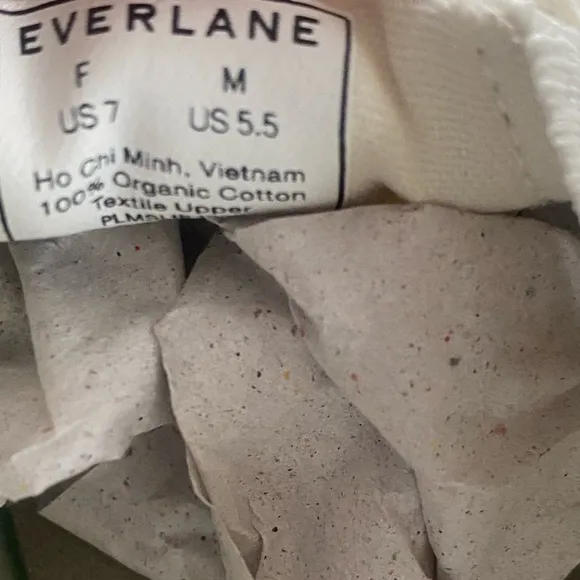 EVERLANE
F M
US 7 US 5.5
Ho Chi Minh, Vietnam
100% Organic Cotton
Textile Upper